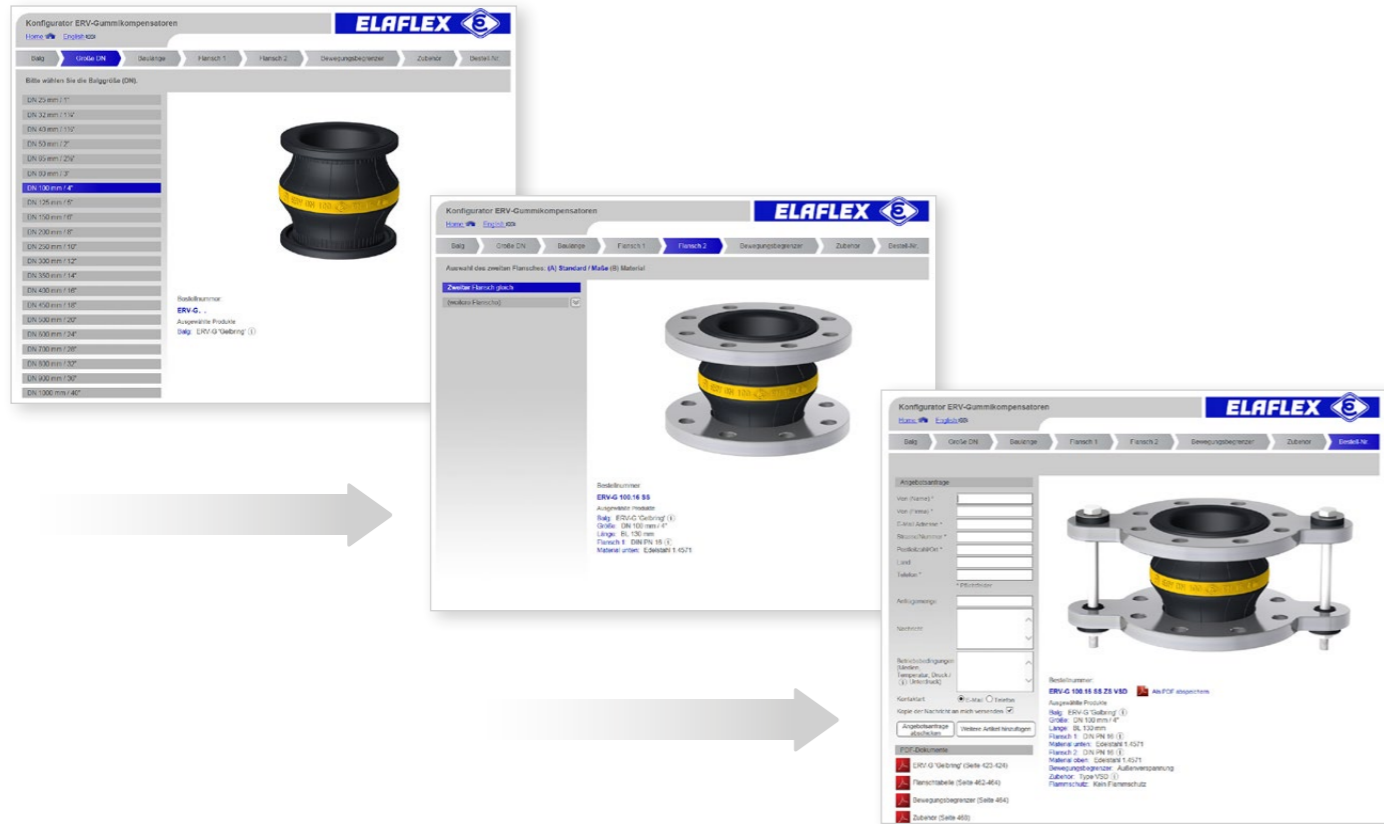 Konfigurator ERV-Gummikompensatoren
ELAFLEX
Home English
Balg Größe DN Baulänge Flansch 1 Flansch 2 Bewegungsbegrenzer Zubehör Bestell-Nr.
Bitte wählen Sie die Balggröße (DN).
DN 25 mm / 1"
DN 32 mm / 1¼"
DN 40 mm / 1½"
DN 50 mm / 2"
DN 65 mm / 2½"
DN 80 mm / 3"
DN 100 mm / 4"
DN 125 mm / 5"
DN 150 mm / 6"
DN 200 mm / 8"
DN 250 mm / 10"
DN 300 mm / 12"
DN 350 mm / 14"
DN 400 mm / 16"
DN 450 mm / 18"
DN 500 mm / 20"
DN 600 mm / 24"
DN 700 mm / 28"
DN 800 mm / 32"
DN 900 mm / 36"
DN 1000 mm / 40"
Bestellnummer:
ERV-G. .
Ausgewählte Produkte
Balg: ERV-G 'Gelbring'
Konfigurator ERV-Gummikompensatoren
ELAFLEX
Home English
Balg Größe DN Baulänge Flansch 1 Flansch 2 Bewegungsbegrenzer Zubehör Bestell-Nr.
Auswahl des zweiten Flansches: (A) Standard / Maße (B) Material
Zweiter Flansch gleich
(weitere Flansche)
Bestellnummer:
ERV-G 100.16 SS
Ausgewählte Produkte
Balg: ERV-G 'Gelbring'
Größe: DN 100 mm / 4"
Länge: BL 130 mm
Flansch 1: DIN PN 16
Material unten: Edelstahl 1.4571
Konfigurator ERV-Gummikompensatoren
ELAFLEX
Home English
Balg Größe DN Baulänge Flansch 1 Flansch 2 Bewegungsbegrenzer Zubehör Bestell-Nr.
Angebotsanfrage
Von (Name) *
Von (Firma) *
E-Mail Adresse *
Strasse/Nummer *
Postleitzahl/Ort *
Land:
Telefon *
* Pflichtfelder
Anfragemenge:
Nachricht:
Betriebsbedingungen
(Medien,
Temperatur, Druck /
Unterdruck)
Kontaktart: E-Mail Telefon
Kopie der Nachricht an mich versenden
Angebotsanfrage abschicken
Weitere Artikel hinzufügen
PDF-Dokumente
ERV-G 'Gelbring' (Seite 423-424)
Flanschtabelle (Seite 462-464)
Bewegungsbegrenzer (Seite 464)
Zubehör (Seite 468)
Bestellnummer:
ERV-G 100.16 SS ZS VSD Als PDF abspeichern
Ausgewählte Produkte
Balg: ERV-G 'Gelbring'
Größe: DN 100 mm / 4"
Länge: BL 130 mm
Flansch 1: DIN PN 16
Material unten: Edelstahl 1.4571
Flansch 2: DIN PN 16
Material oben: Edelstahl 1.4571
Bewegungsbegrenzer: Außenverspannung
Zubehör: Type VSD
Flammschutz: Kein Flammschutz